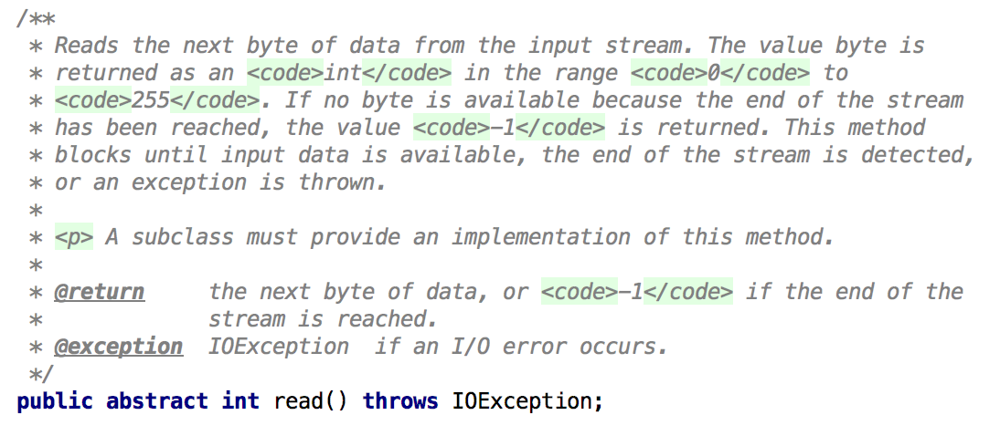 /**
 * Reads the next byte of data from the input stream. The value byte is
 * returned as an <code>int</code> in the range <code>0</code> to
 * <code>255</code>. If no byte is available because the end of the stream
 * has been reached, the value <code>-1</code> is returned. This method
 * blocks until input data is available, the end of the stream is detected,
 * or an exception is thrown.
 *
 * <p> A subclass must provide an implementation of this method.
 *
 * @return     the next byte of data, or <code>-1</code> if the end of the
 *             stream is reached.
 * @exception  IOException  if an I/O error occurs.
 */
public abstract int read() throws IOException;